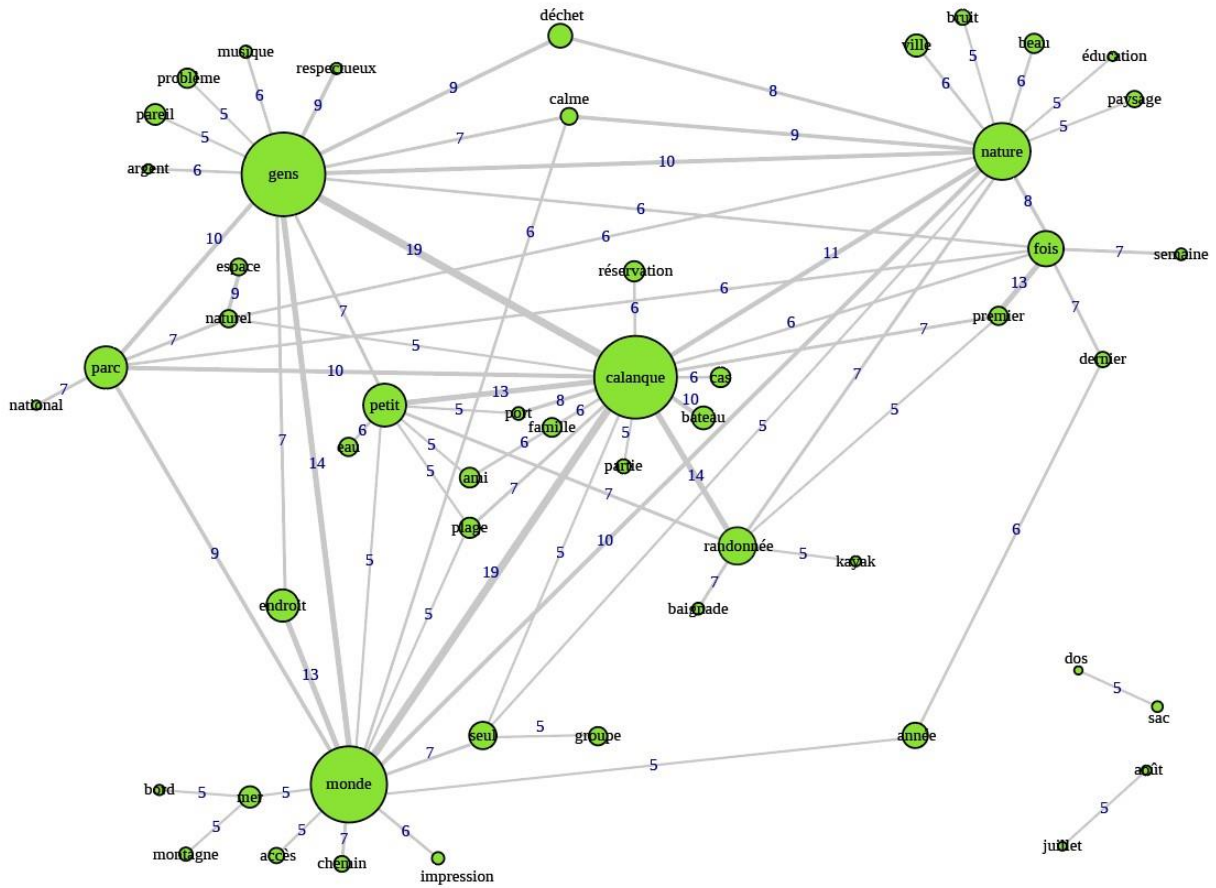 déchet
bruit
ville
beau
éducation
musique
respectueux
problème
5
6
6
5
9
6
5
paysage
9
8
5
calme
pareil
5
7
9
nature
argent
6
gens
10
8
6
10
6
6
19
11
fois
7
semaine
espace
réservation
13
9
6
6
7
naturel
7
6
premier
7
7
5
7
dernier
parc
10
calanque
6
cas
7
national
7
13
8
10
petit
5
port
6
bateau
5
6
famille
5
7
eau
5
6
partie
14
14
5
ami
7
7
plage
5
10
randonnée
5
kayak
9
5
19
7
baignade
6
endroit
5
13
dos
5
sac
seul
5
groupe
année
7
5
monde
août
bord
5
mer
5
5
5
montagne
5
accès
7
chemin
6
impression
juillet